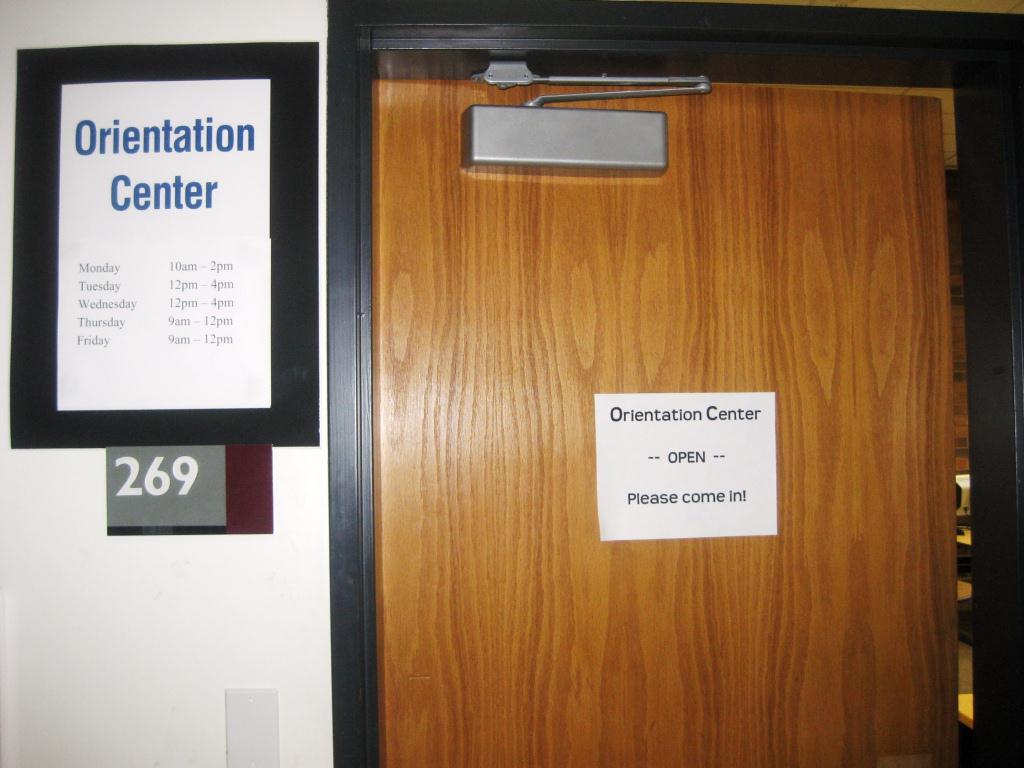 Orientation
Center
Monday 10am – 2pm
Tuesday 12pm – 4pm
Wednesday 12pm – 4pm
Thursday 9am – 12pm
Friday 9am – 12pm
269
Orientation Center
-- OPEN --
Please come in!